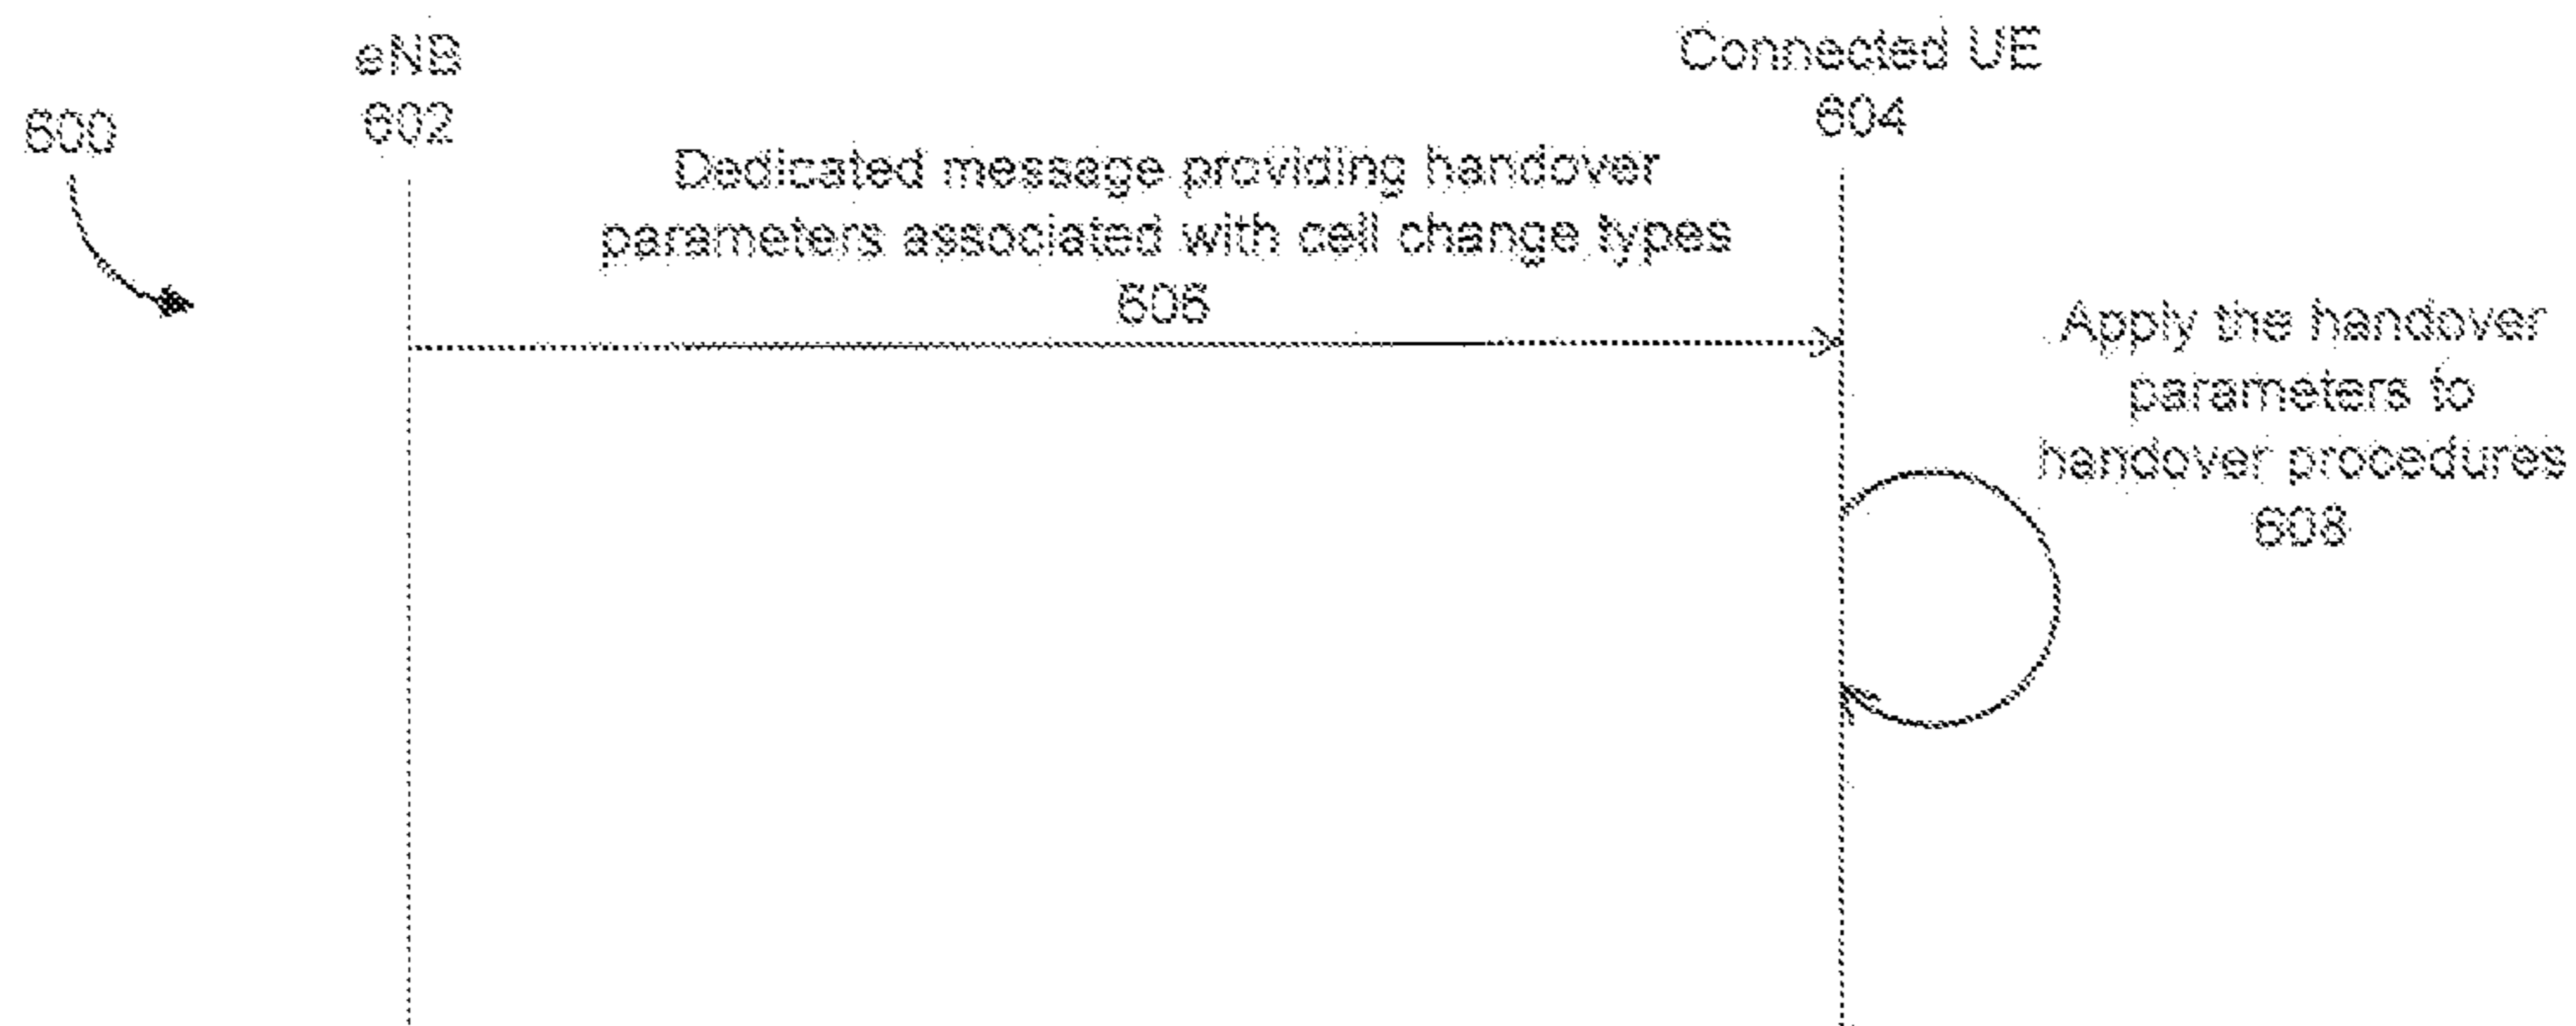 eNB
602
Connected UE
604
600
Dedicated message providing handover
parameters associated with cell change types
606
Apply the handover
parameters to
handover procedures
608